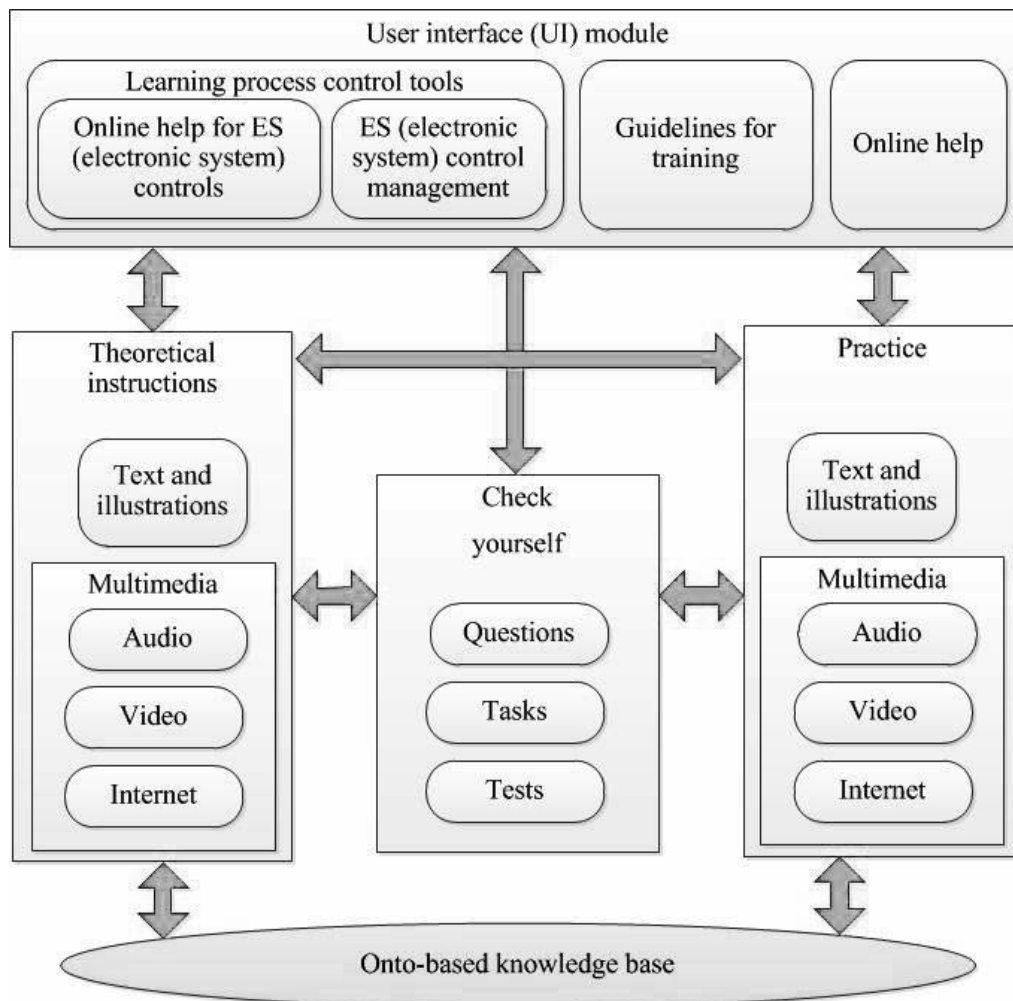 User interface (UI) module
Learning process control tools
Online help for ES
(electronic system)
controls
ES (electronic
system) control
management
Guidelines for
training
Online help
Theoretical
instructions
Text and
illustrations
Multimedia
Audio
Video
Internet
Check
yourself
Questions
Tasks
Tests
Practice
Text and
illustrations
Multimedia
Audio
Video
Internet
Onto-based knowledge base